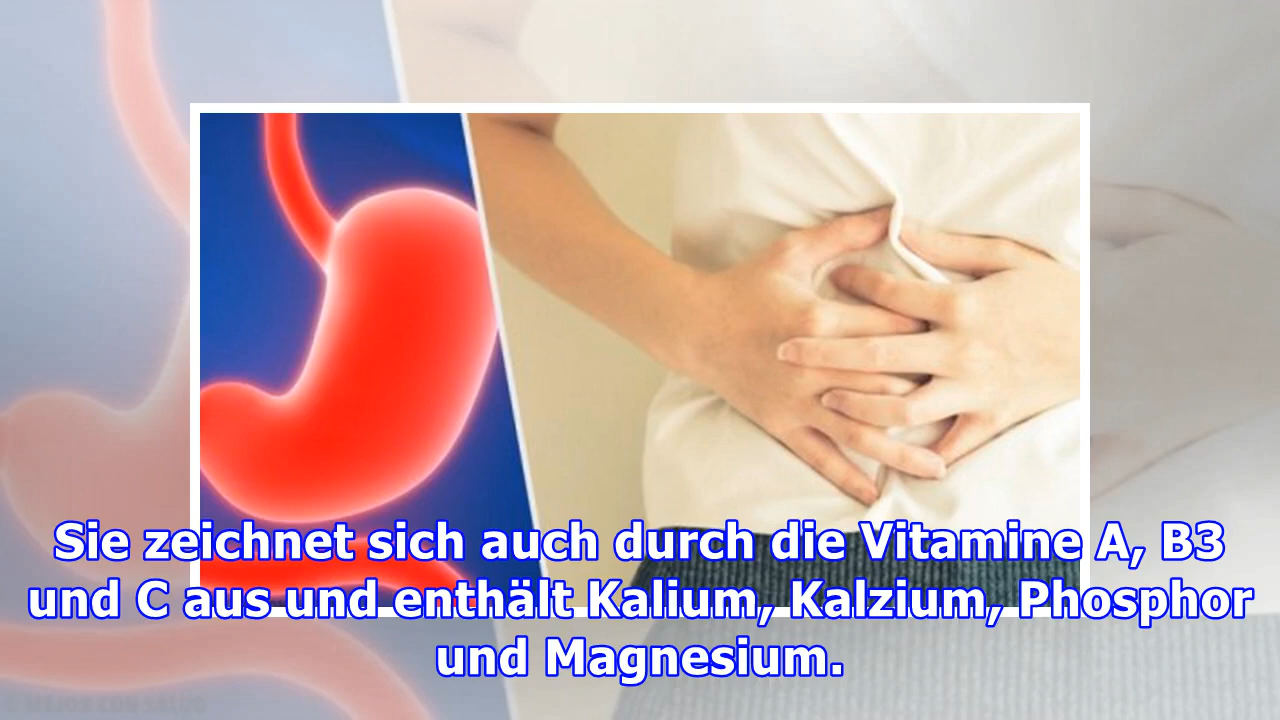 Sie zeichnet sich auch durch die Vitamine A, B3
und C aus und enthält Kalium, Kalzium, Phosphor
und Magnesium.